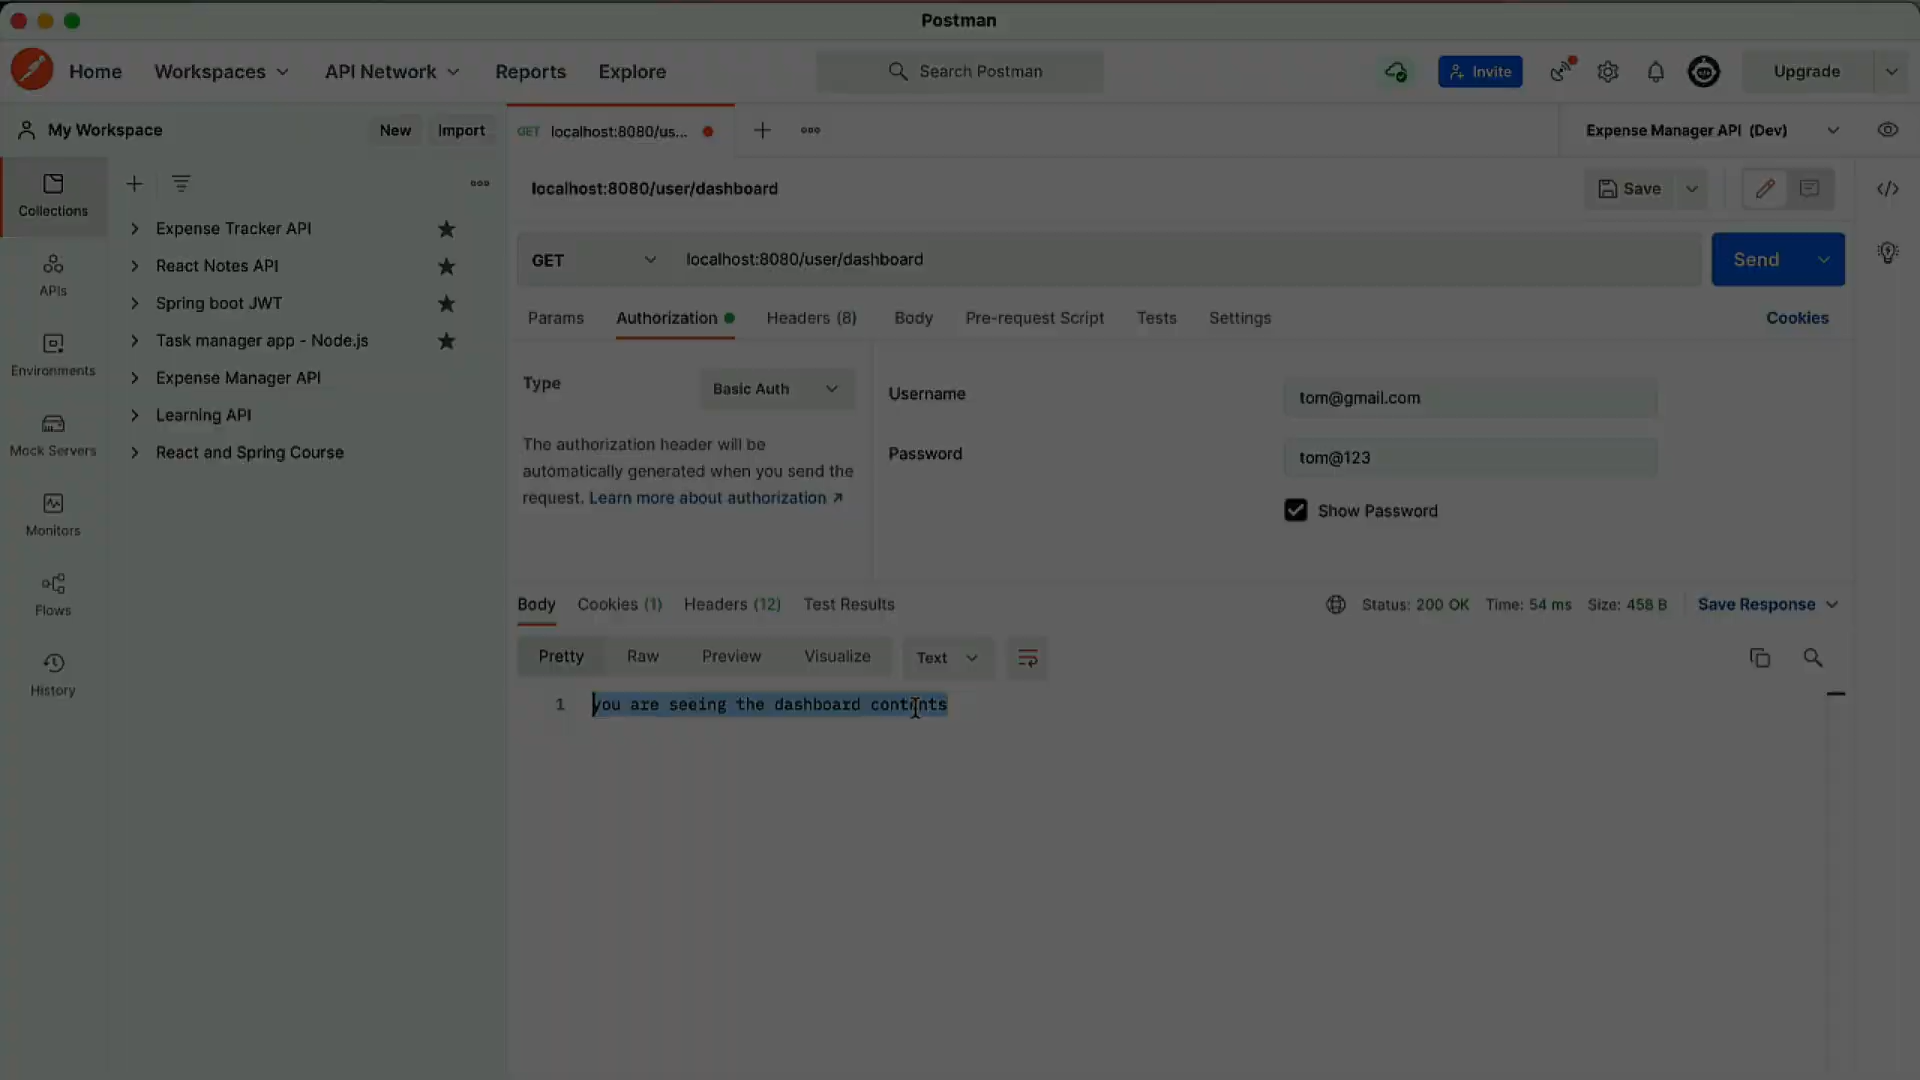 Postman
Home Workspaces API Network Reports Explore Search Postman Invite Upgrade
My Workspace New Import GET localhost:8080/us... Expense Manager API (Dev)
localhost:8080/user/dashboard Save
Collections
Expense Tracker API
React Notes API
Spring boot JWT
Task manager app - Node.js
Expense Manager API
Learning API
React and Spring Course
APIs
Environments
Mock Servers
Monitors
Flows
History
GET localhost:8080/user/dashboard Send
Params Authorization Headers (8) Body Pre-request Script Tests Settings Cookies
Type Basic Auth
The authorization header will be
automatically generated when you send the
request. Learn more about authorization
Username tom@gmail.com
Password tom@123
Show Password
Body Cookies (1) Headers (12) Test Results Status: 200 OK Time: 54 ms Size: 458 B Save Response
Pretty Raw Preview Visualize Text
1 you are seeing the dashboard contents